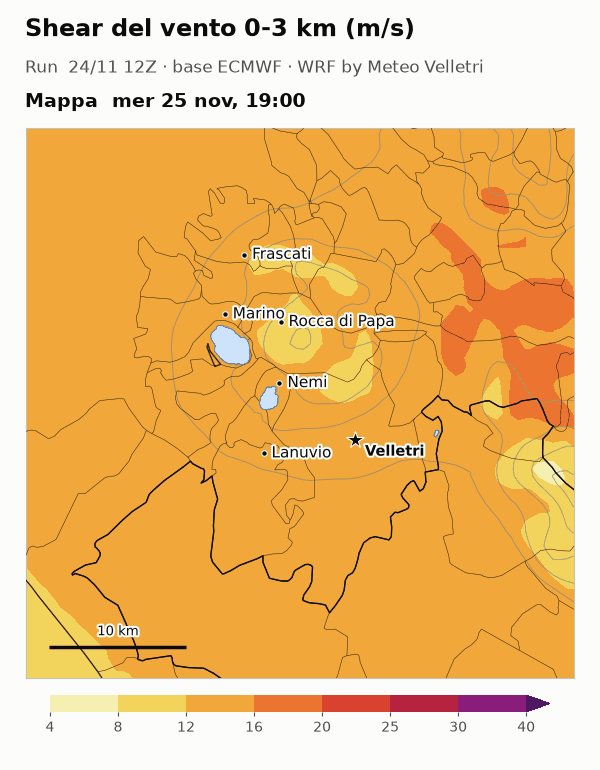 Shear del vento 0-3 km (m/s)
Run  24/11 12Z · base ECMWF · WRF by Meteo Velletri
Mappa  mer 25 nov, 19:00
Frascati
Marino
Rocca di Papa
Nemi
Velletri
Lanuvio
10 km
4 8 12 16 20 25 30 40